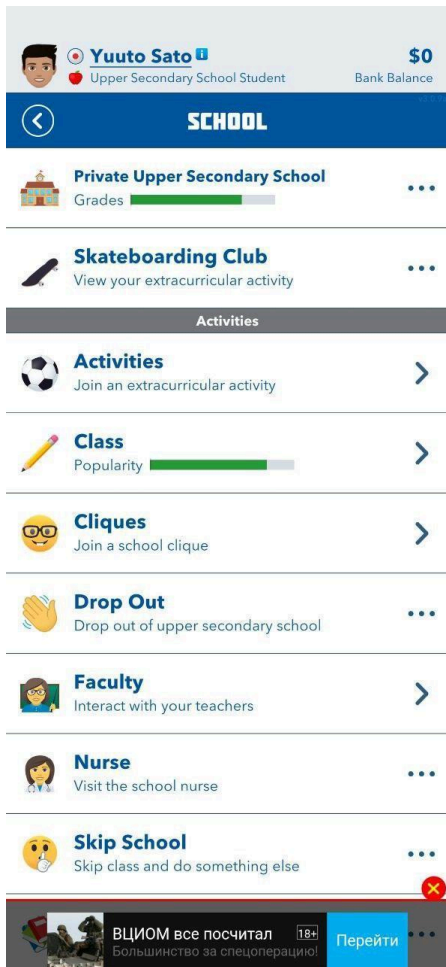 Yuuto Sato
$0
Upper Secondary School Student
Bank Balance
SCHOOL
Private Upper Secondary School
Grades
Skateboarding Club
View your extracurricular activity
Activities
Activities
Join an extracurricular activity
Class
Popularity
Cliques
Join a school clique
Drop Out
Drop out of upper secondary school
Faculty
Interact with your teachers
Nurse
Visit the school nurse
Skip School
Skip class and do something else
ВЦИОМ все посчитал
18+
Большинство за спецоперацию!
Перейти